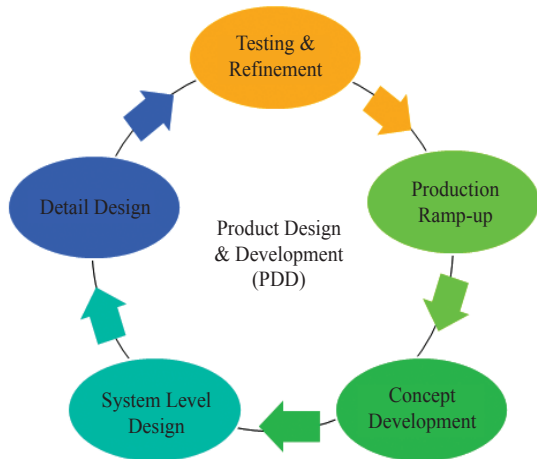 Testing &
Refinement
Production
Ramp-up
Detail Design
Product Design
& Development
(PDD)
System Level
Design
Concept
Development